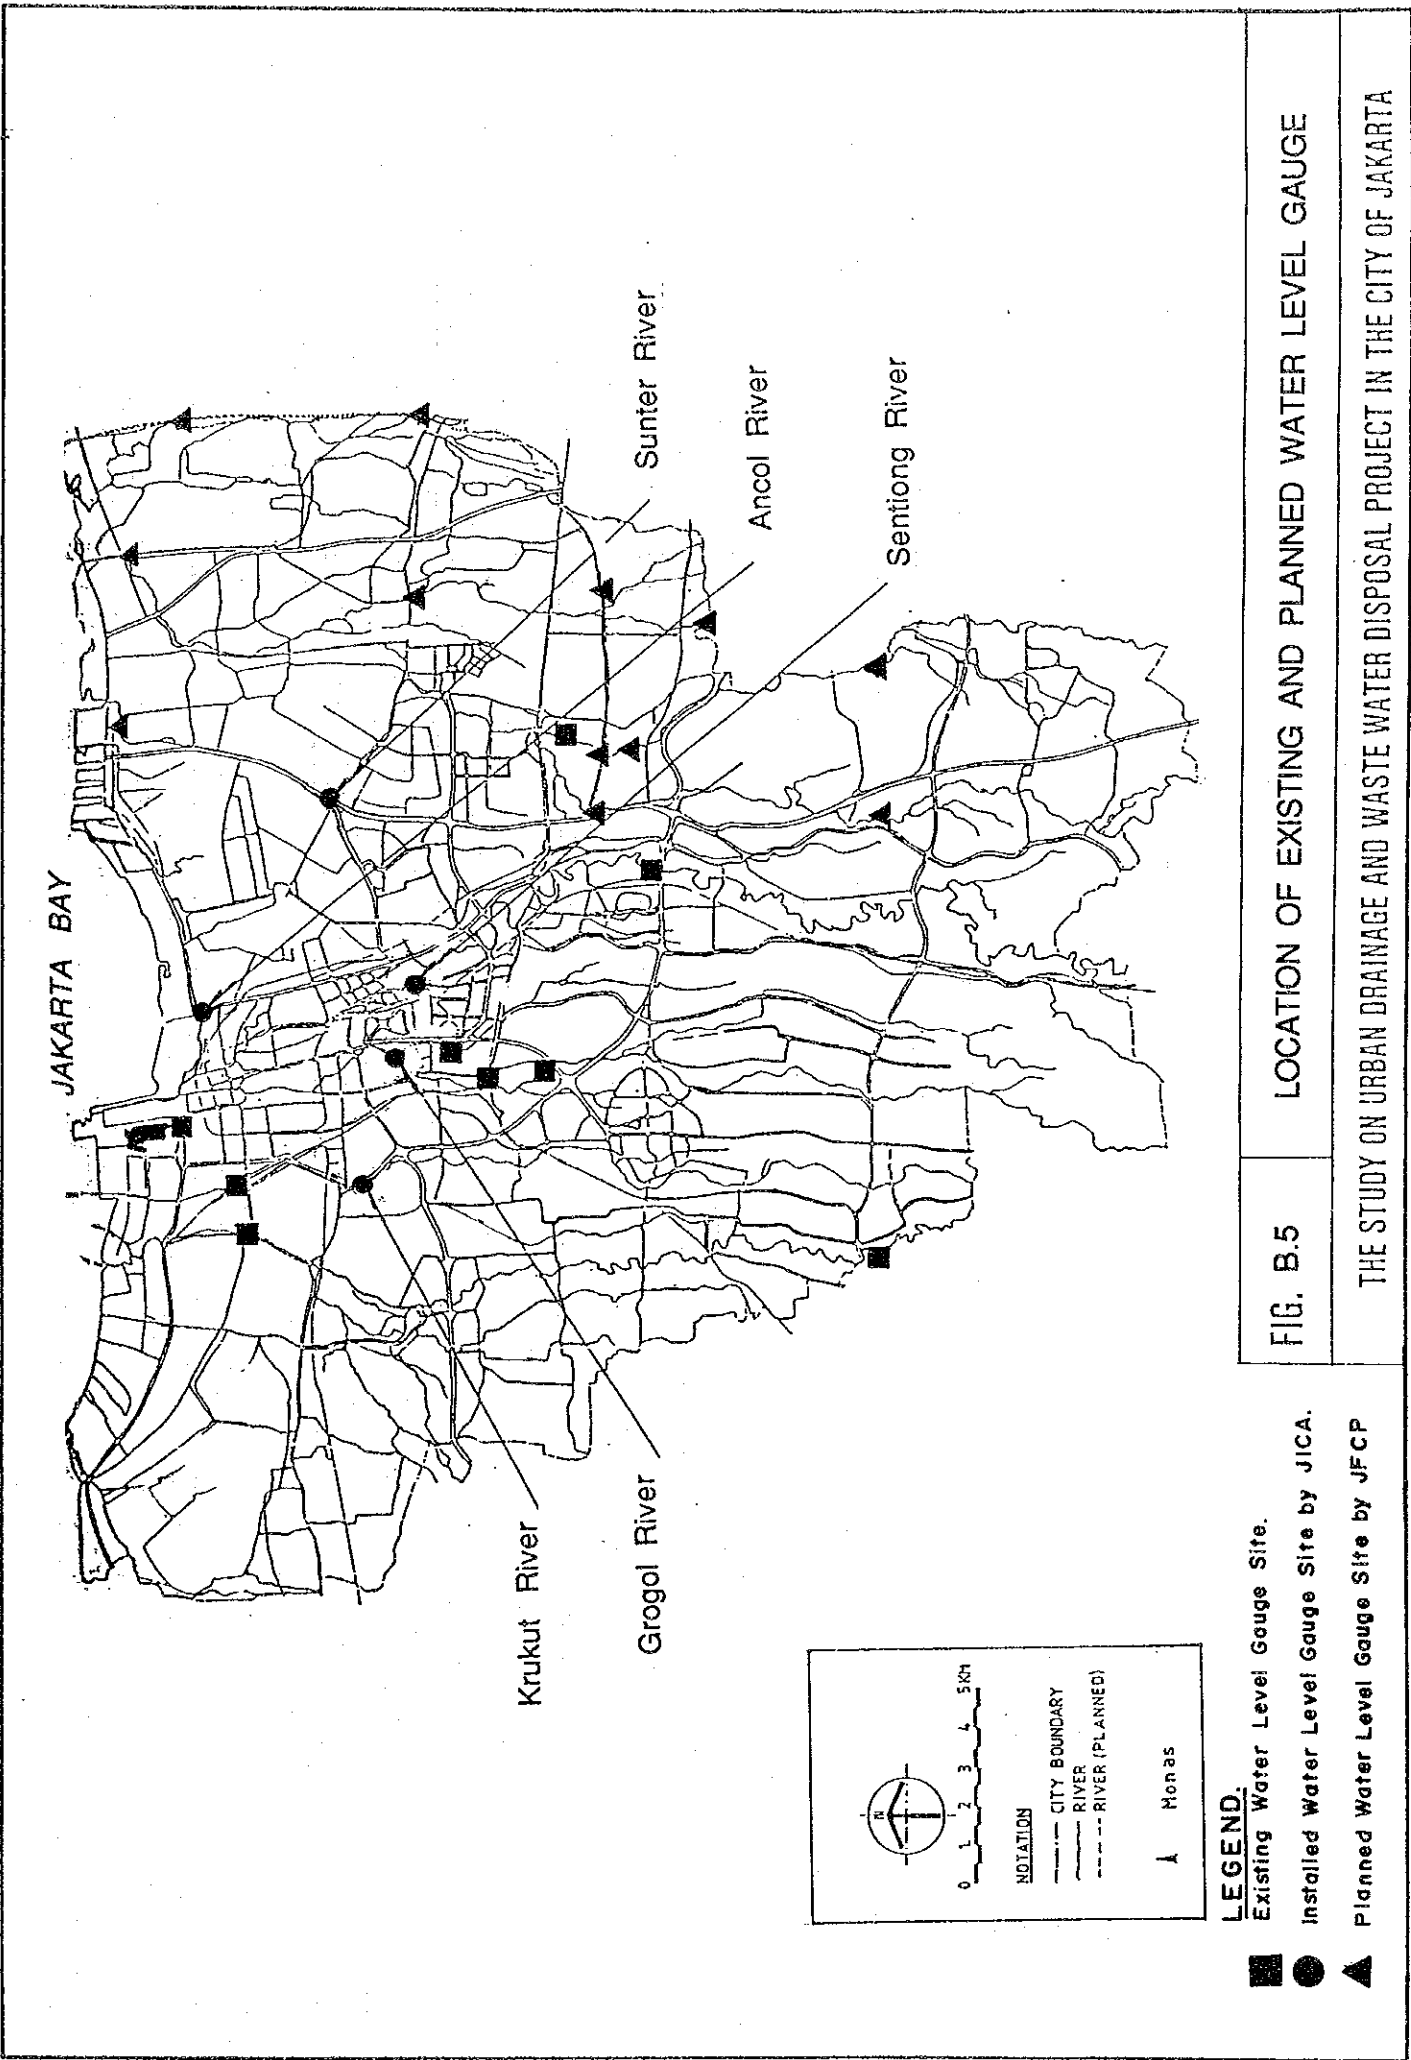 JAKARTA BAY
Sunter River
Ancol River
Sentiong River
Krukut River
Grogol River
N
0 1 2 3 4 5KM
NOTATION
CITY BOUNDARY
RIVER
RIVER (PLANNED)
Monas
LEGEND.
Existing Water Level Gauge Site.
Installed Water Level Gauge Site by JICA.
Planned Water Level Gauge Site by JFCP
FIG. B.5
LOCATION OF EXISTING AND PLANNED WATER LEVEL GAUGE
THE STUDY ON URBAN DRAINAGE AND WASTE WATER DISPOSAL PROJECT IN THE CITY OF JAKARTA